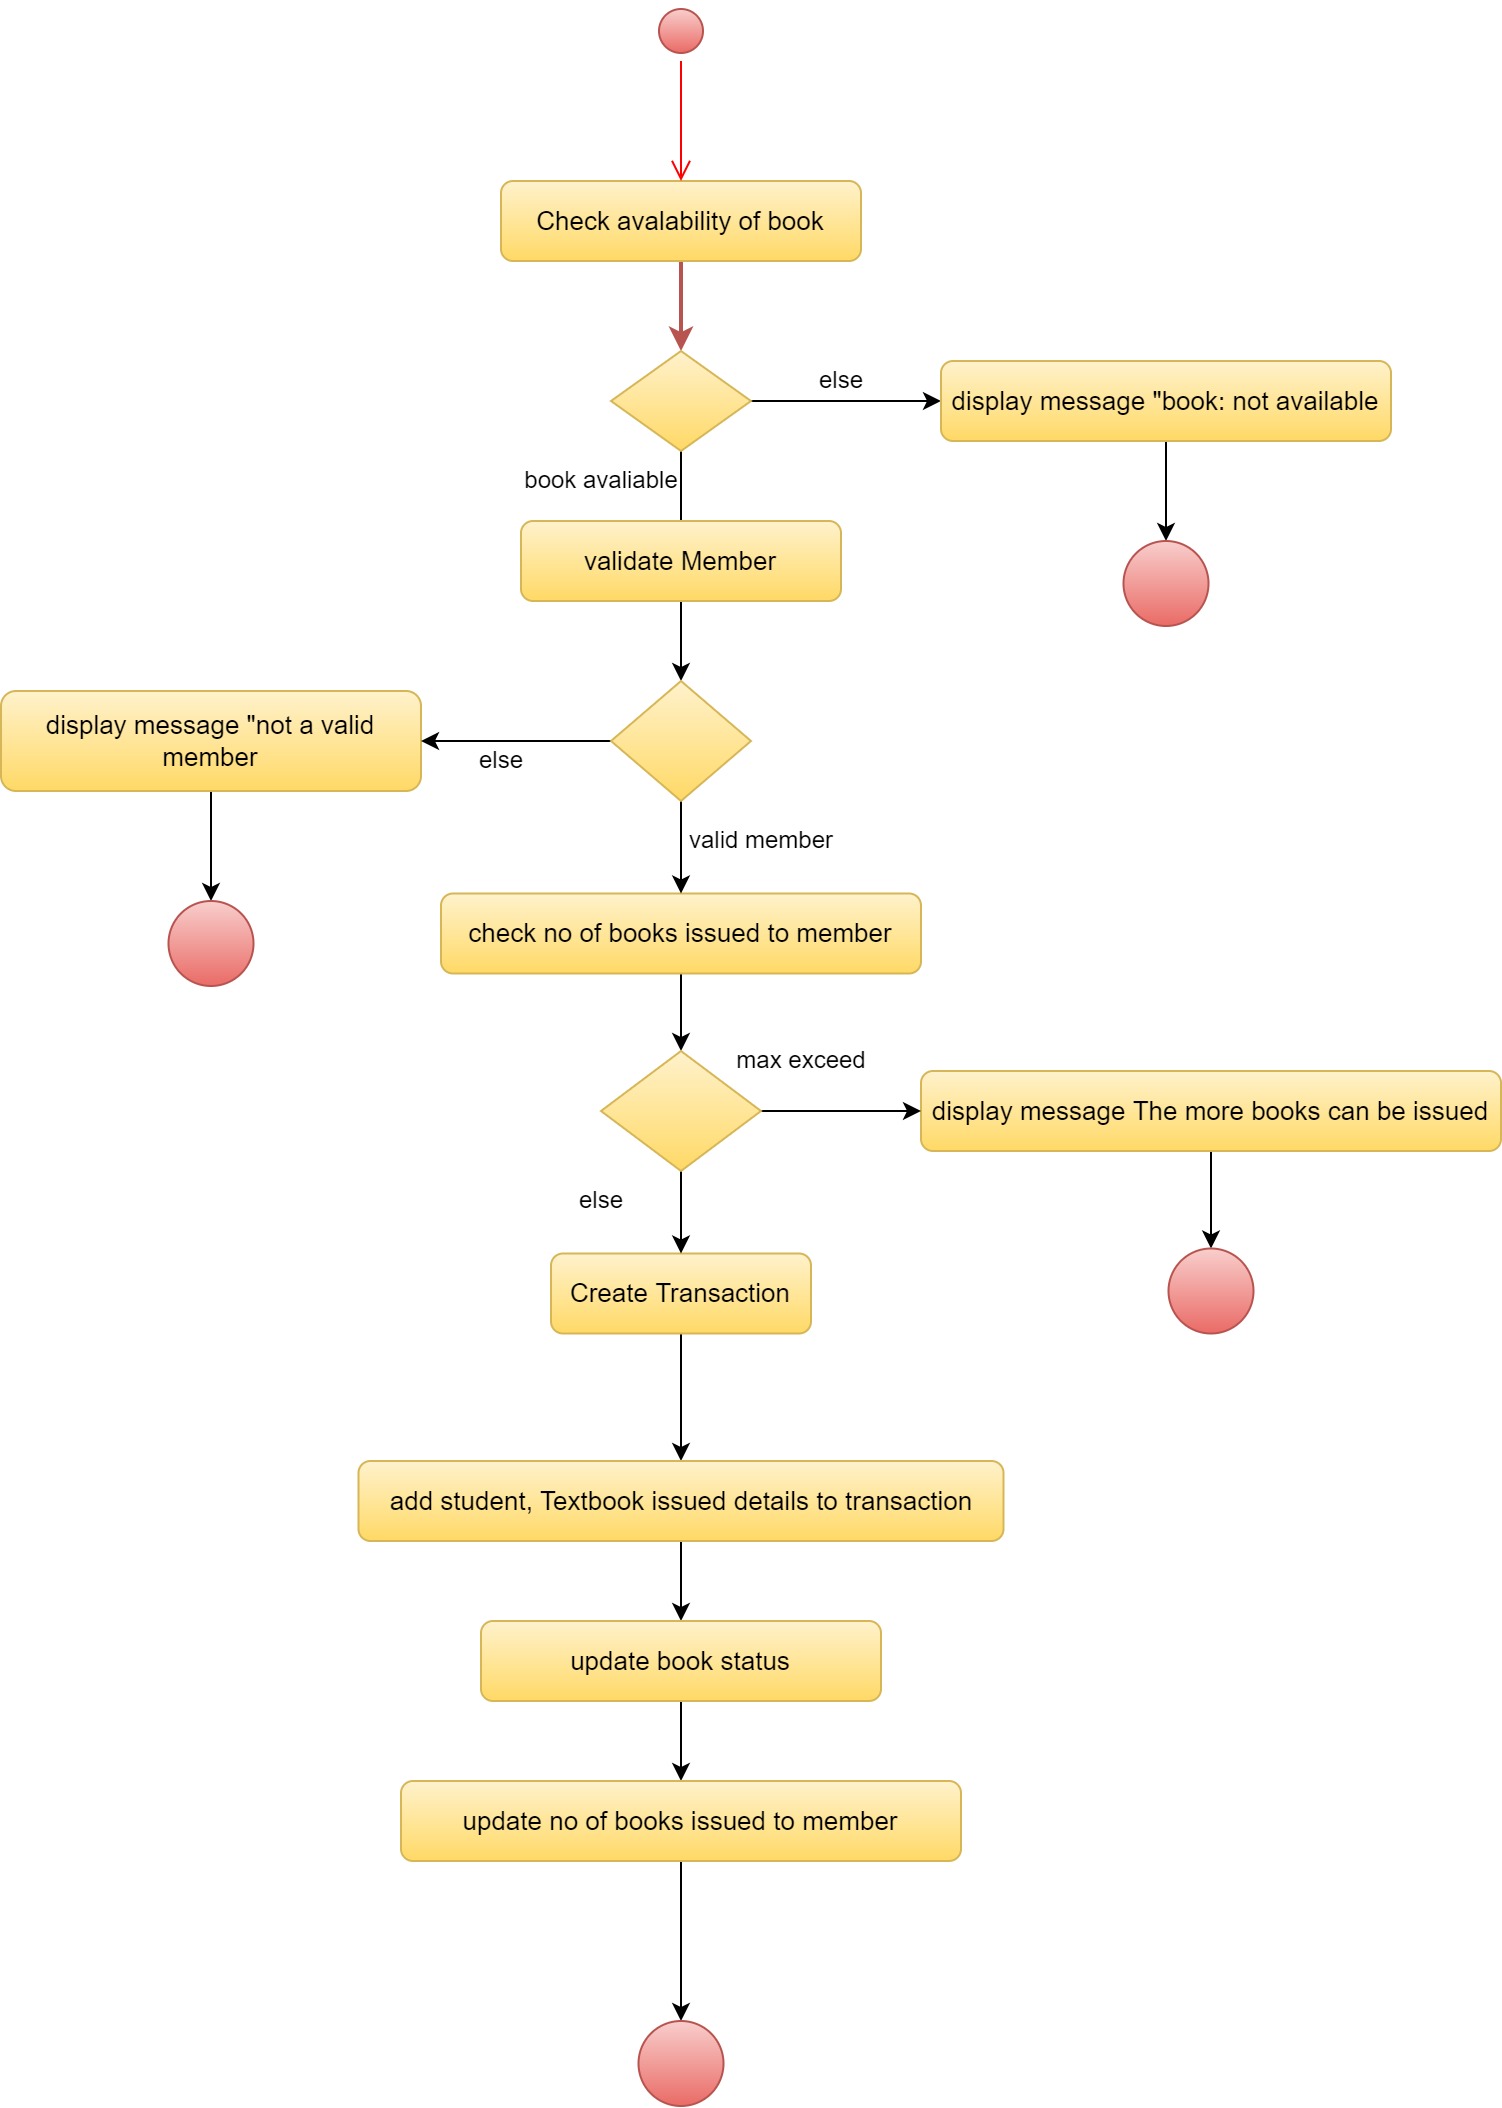 Check avalability of book
else
display message "book: not available
book avaliable
validate Member
display message "not a valid
member
else
valid member
check no of books issued to member
max exceed
display message The more books can be issued
else
Create Transaction
add student, Textbook issued details to transaction
update book status
update no of books issued to member